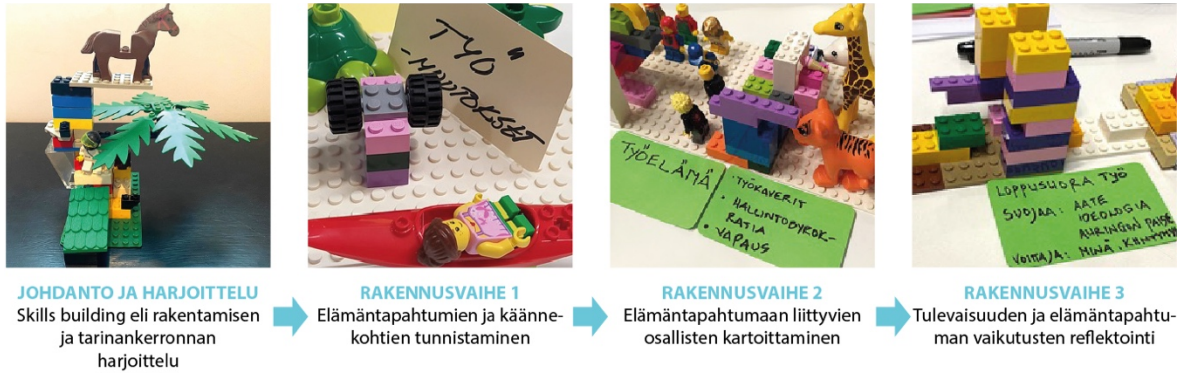 TYÖ"
-MUUTOKSET
TYÖELÄMÄ
• TYÖKAVERIT
• HALLINTOBYROK-
RATIA
• VAPAUS
LOPPUSUORA TYÖ
SUOJAA: AATE
IDEOLOGIA
AURINGON PAISE
VOITTAJA: MINÄ,
JOHDANTO JA HARJOITTELU
Skills building eli rakentamisen
ja tarinankerronnan
harjoittelu
RAKENNUSVAIHE 1
Elämäntapahtumien ja käänne-
kohtien tunnistaminen
RAKENNUSVAIHE 2
Elämäntapahtumaan liittyvien
osallisten kartoittaminen
RAKENNUSVAIHE 3
Tulevaisuuden ja elämäntapahtu-
man vaikutusten reflektointi